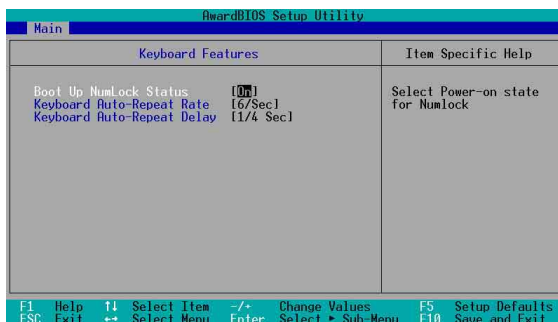 AwardBIOS Setup Utility
Main
Keyboard Features
Item Specific Help
Boot Up NumLock Status [On]
Keyboard Auto-Repeat Rate [6/Sec]
Keyboard Auto-Repeat Delay [1/4 Sec]
Select Power-on state
for Numlock
F1 Help ↑↓ Select Item -/+ Change Values F5 Setup Defaults
ESC Exit ←→ Select Menu Enter Select ► Sub-Menu F10 Save and Exit